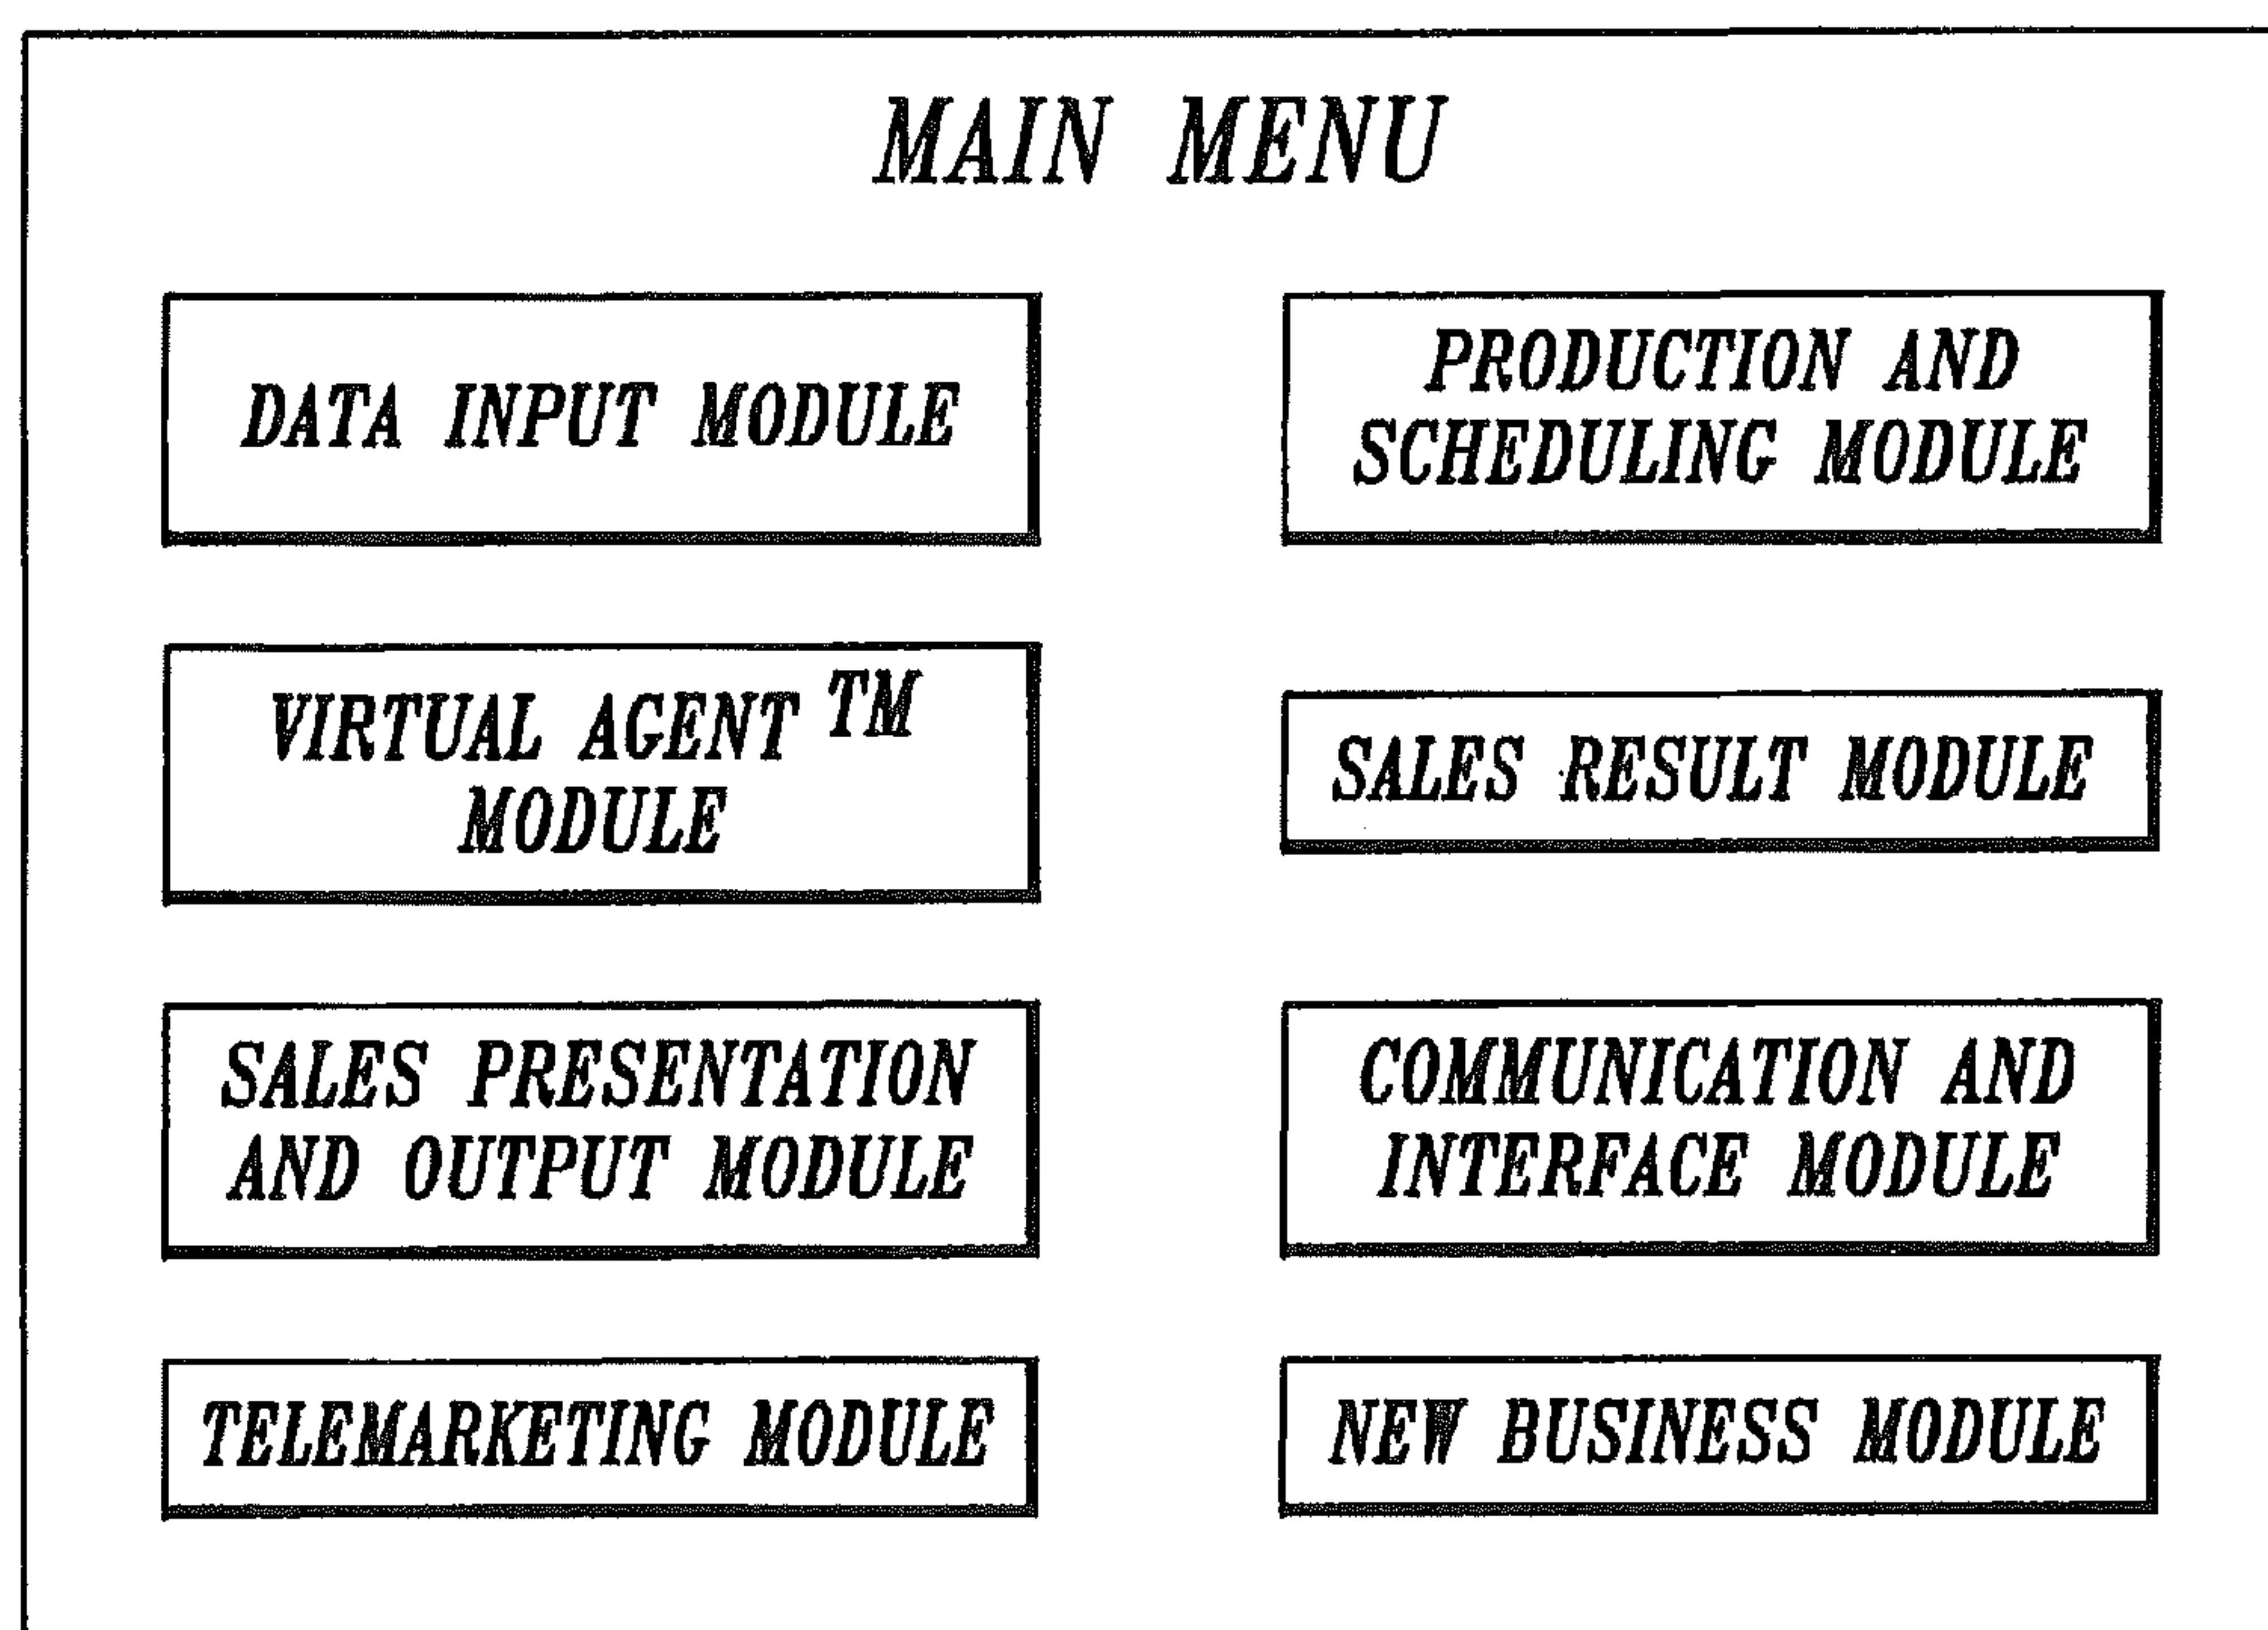 MAIN MENU
DATA INPUT MODULE
PRODUCTION AND
SCHEDULING MODULE
VIRTUAL AGENT TM
MODULE
SALES RESULT MODULE
SALES PRESENTATION
AND OUTPUT MODULE
COMMUNICATION AND
INTERFACE MODULE
TELEMARKETING MODULE
NEW BUSINESS MODULE